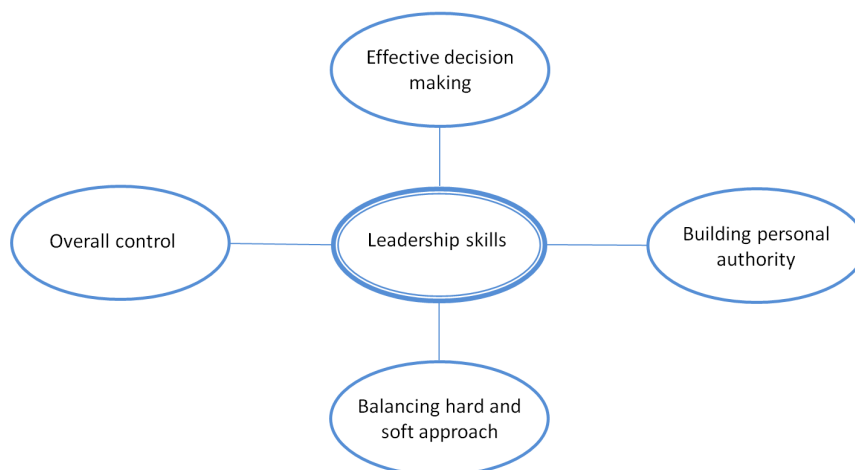 Effective decision
making
Overall control
Leadership skills
Building personal
authority
Balancing hard and
soft approach